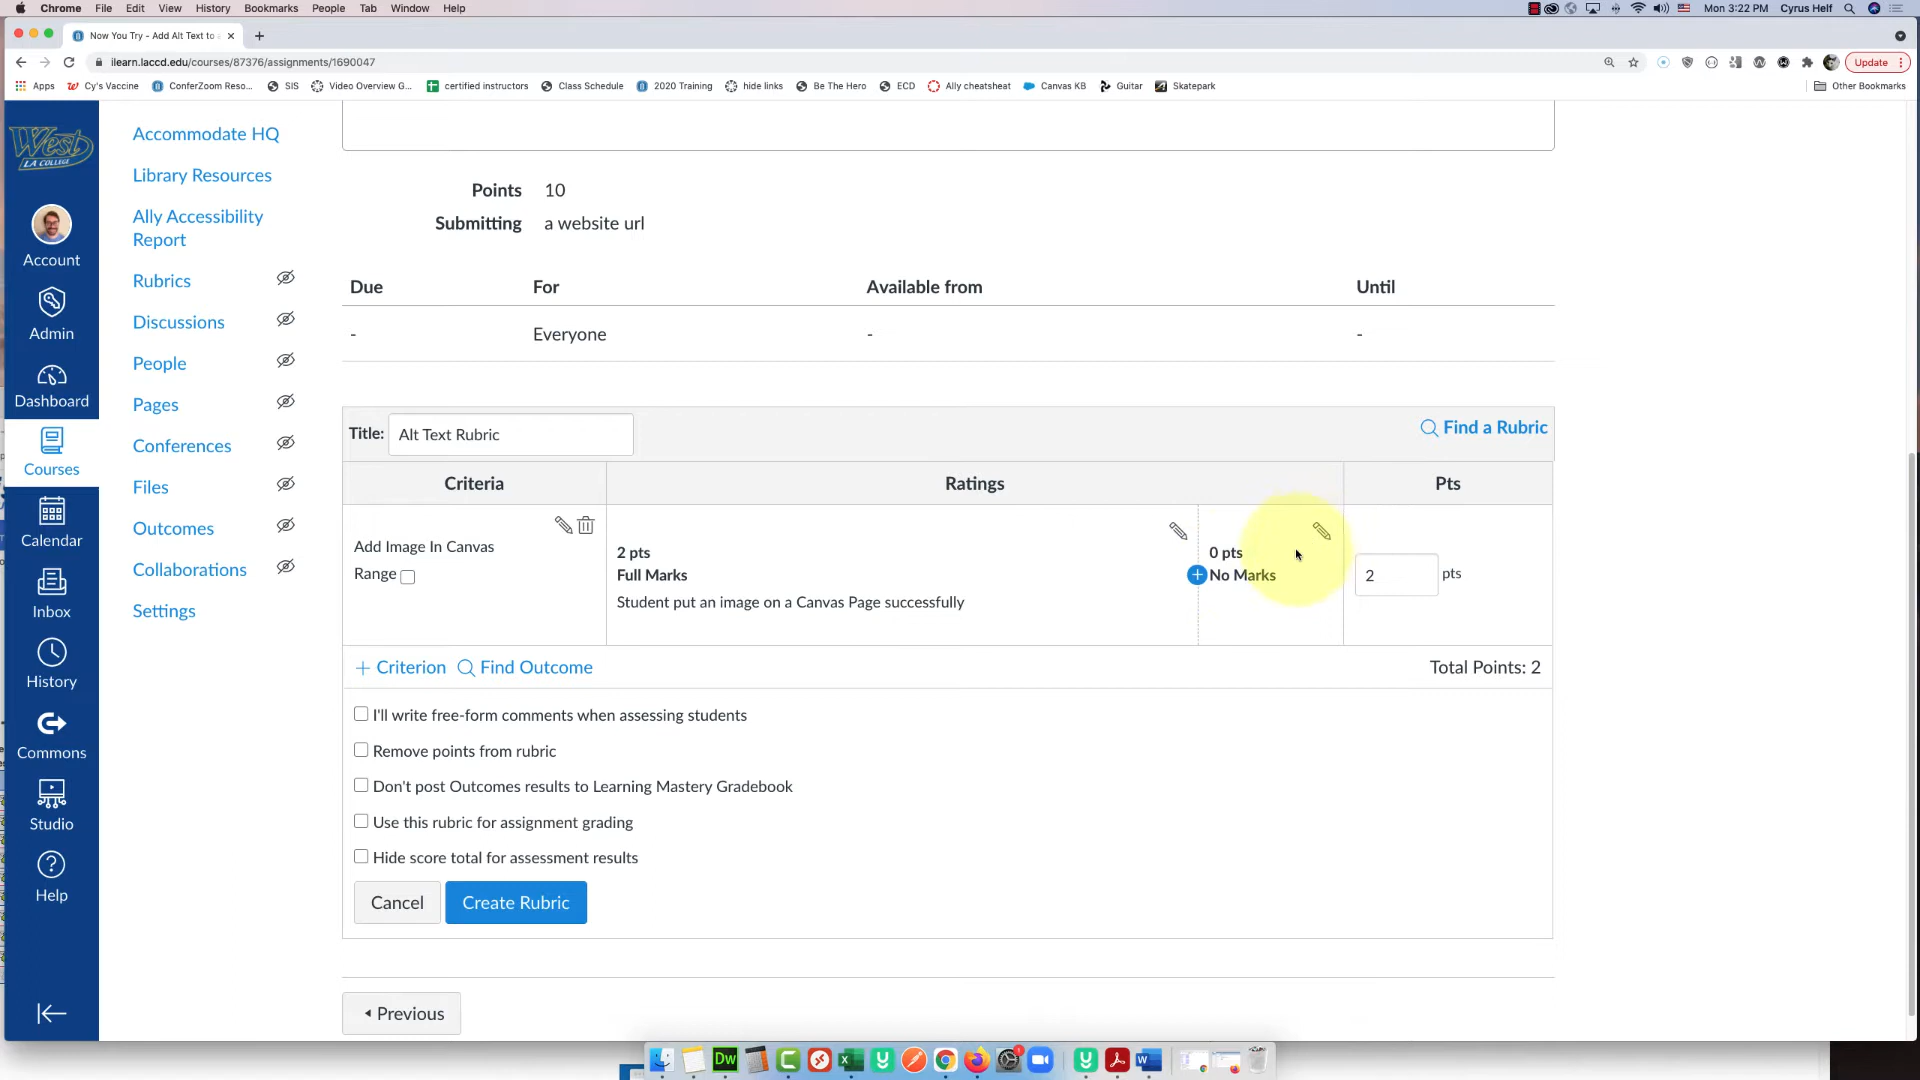 Chrome File Edit View History Bookmarks People Tab Window Help Mon 3:22 PM Cyrus Helf
Now You Try - Add Alt Text to
ilearn.laccd.edu/courses/87376/assignments/1690047 Update
Apps Cy's Vaccine ConferZoom Reso... SIS Video Overview G... certified instructors Class Schedule 2020 Training hide links Be The Hero ECD Ally cheatsheet Canvas KB Guitar Skatepark Other Bookmarks
West
LA COLLEGE
Account
Admin
Dashboard
Courses
Calendar
Inbox
History
Commons
Studio
Help
Accommodate HQ
Library Resources
Ally Accessibility
Report
Rubrics
Discussions
People
Pages
Conferences
Files
Outcomes
Collaborations
Settings
Points 10
Submitting a website url
Due For Available from Until
- Everyone - -
Title: Alt Text Rubric Find a Rubric
Criteria Ratings Pts
Add Image In Canvas
Range
2 pts
Full Marks
Student put an image on a Canvas Page successfully
0 pts
No Marks
2 pts
+ Criterion Find Outcome Total Points: 2
I'll write free-form comments when assessing students
Remove points from rubric
Don't post Outcomes results to Learning Mastery Gradebook
Use this rubric for assignment grading
Hide score total for assessment results
Cancel Create Rubric
Previous
Dw